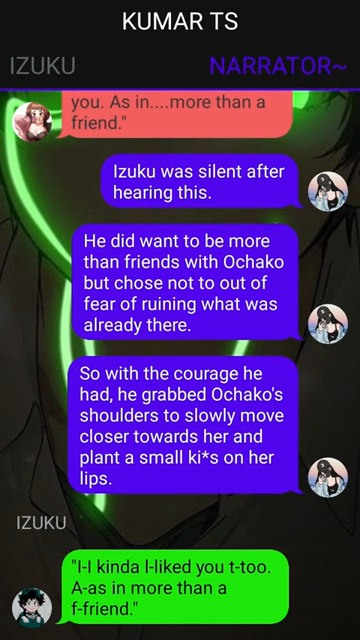 KUMAR TS
IZUKU
NARRATOR~
you. As in....more than a
friend."
Izuku was silent after
hearing this.
He did want to be more
than friends with Ochako
but chose not to out of
fear of ruining what was
already there.
So with the courage he
had, he grabbed Ochako's
shoulders to slowly move
closer towards her and
plant a small ki*s on her
lips.
IZUKU
"I-I kinda l-liked you t-too.
A-as in more than a
f-friend."